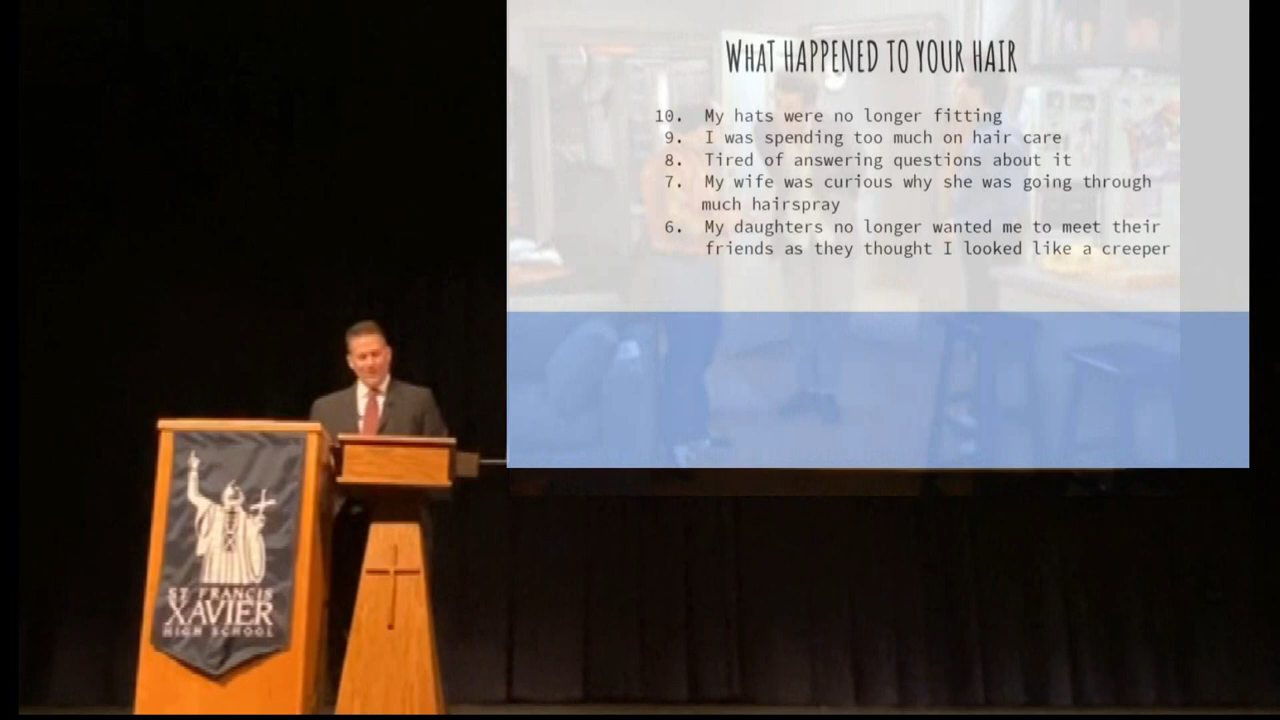 WHAT HAPPENED TO YOUR HAIR
10. My hats were no longer fitting
9. I was spending too much on hair care
8. Tired of answering questions about it
7. My wife was curious why she was going through
much hairspray
6. My daughters no longer wanted me to meet their
friends as they thought I looked like a creeper
ST FRANCIS
XAVIER
HIGH SCHOOL